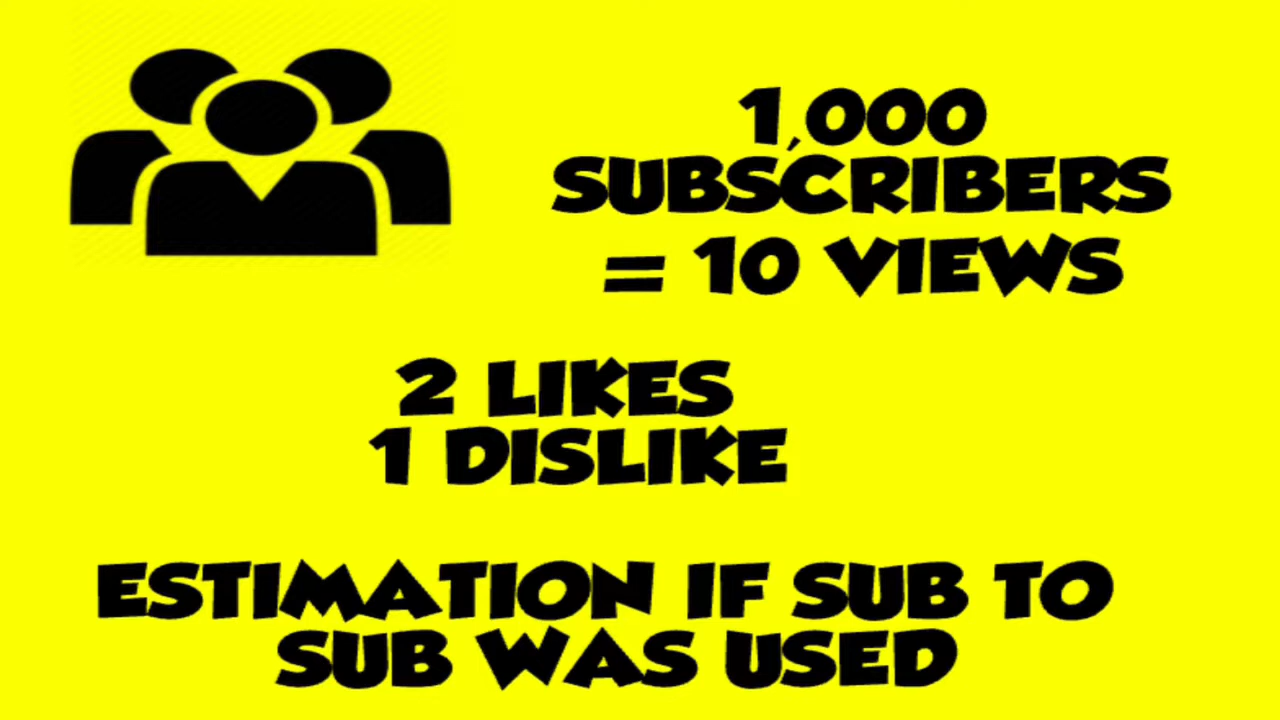 1,000
SUBSCRIBERS
= 10 VIEWS
2 LIKES
1 DISLIKE
ESTIMATION IF SUB TO
SUB WAS USED